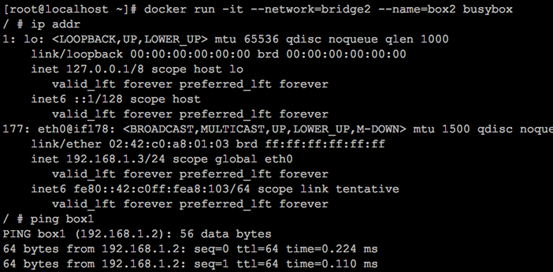 [root@localhost ~]# docker run -it --network=bridge2 --name=box2 busybox
/ # ip addr
1: lo: <LOOPBACK,UP,LOWER_UP> mtu 65536 qdisc noqueue qlen 1000
    link/loopback 00:00:00:00:00:00 brd 00:00:00:00:00:00
    inet 127.0.0.1/8 scope host lo
       valid_lft forever preferred_lft forever
    inet6 ::1/128 scope host
       valid_lft forever preferred_lft forever
177: eth0@if178: <BROADCAST,MULTICAST,UP,LOWER_UP,M-DOWN> mtu 1500 qdisc noque
    link/ether 02:42:c0:a8:01:03 brd ff:ff:ff:ff:ff:ff
    inet 192.168.1.3/24 scope global eth0
       valid_lft forever preferred_lft forever
    inet6 fe80::42:c0ff:fea8:103/64 scope link tentative
       valid_lft forever preferred_lft forever
/ # ping box1
PING box1 (192.168.1.2): 56 data bytes
64 bytes from 192.168.1.2: seq=0 ttl=64 time=0.224 ms
64 bytes from 192.168.1.2: seq=1 ttl=64 time=0.110 ms